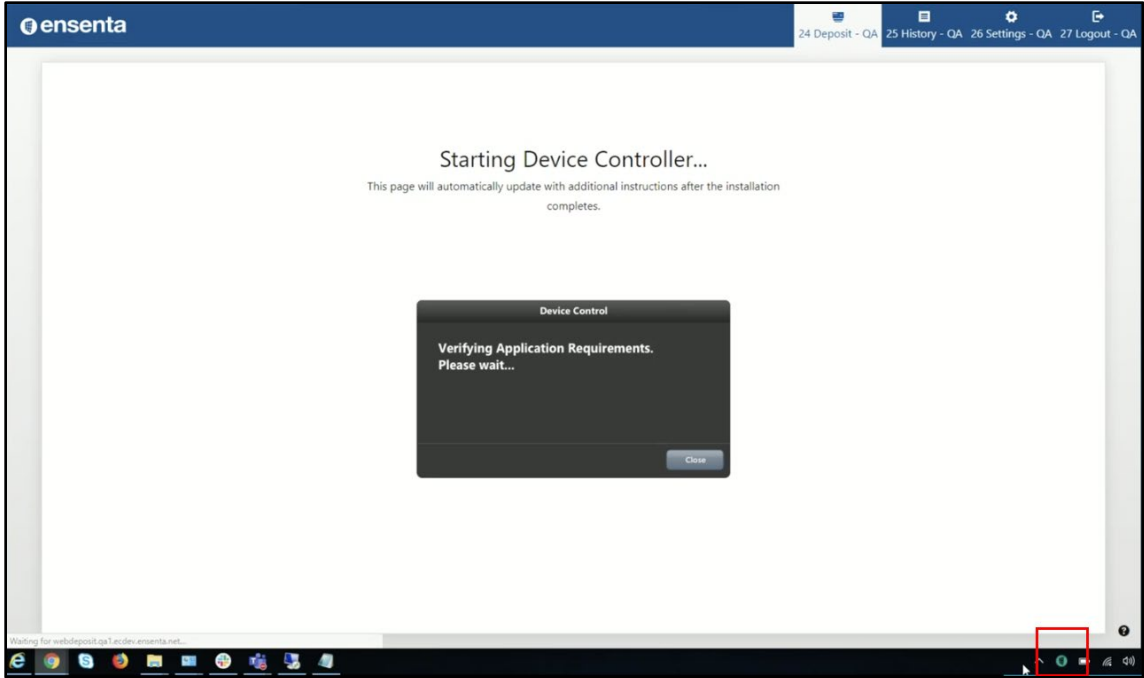 ensenta
24 Deposit - QA 25 History - QA 26 Settings - QA 27 Logout - QA
Starting Device Controller...
This page will automatically update with additional instructions after the installation
completes.
Device Control
Verifying Application Requirements.
Please wait...
Close
Waiting for webdeposit.qa1.ecdev.ensenta.net...